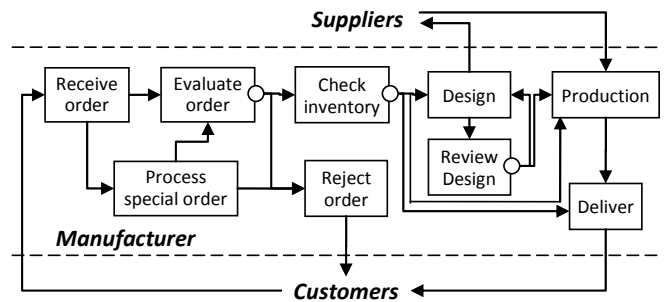 Suppliers
Receive
order
Evaluate
order
Check
inventory
Design
Production
Process
special order
Reject
order
Review
Design
Deliver
Manufacturer
Customers